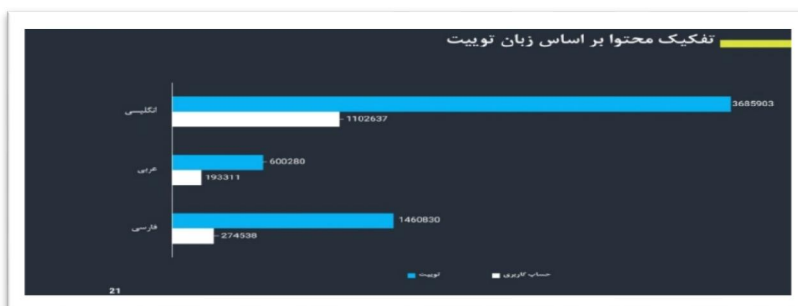 تفکیک محتوا بر اساس زبان توییت
انگلیسی
3685903
1102637
عربی
600280
193311
فارسی
1460830
274538
توییت
حساب کاربری
21